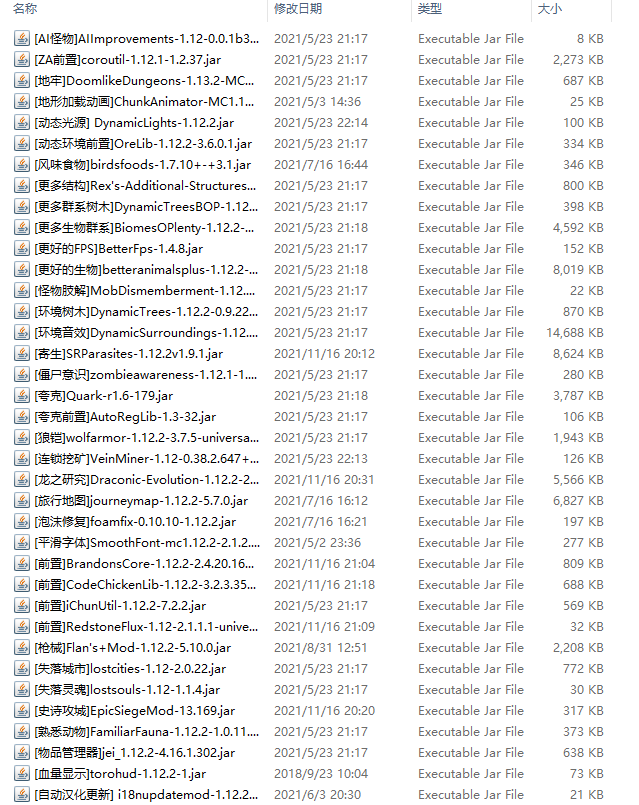 名称 修改日期 类型 大小
[AI怪物]AIImprovements-1.12-0.0.1b3... 2021/5/23 21:17 Executable Jar File 8 KB
[ZA前置]coroutil-1.12.1-1.2.37.jar 2021/5/23 21:17 Executable Jar File 2,273 KB
[地牢]DoomlikeDungeons-1.13.2-MC... 2021/5/23 21:17 Executable Jar File 687 KB
[地形加载动画]ChunkAnimator-MC1.1... 2021/5/3 14:36 Executable Jar File 25 KB
[动态光源] DynamicLights-1.12.2.jar 2021/5/23 22:14 Executable Jar File 100 KB
[动态环境前置]OreLib-1.12.2-3.6.0.1.jar 2021/5/23 21:17 Executable Jar File 334 KB
[风味食物]birdsfoods-1.7.10+-+3.1.jar 2021/7/16 16:44 Executable Jar File 346 KB
[更多结构]Rex's-Additional-Structures... 2021/5/23 21:17 Executable Jar File 800 KB
[更多群系树木]DynamicTreesBOP-1.12... 2021/5/23 21:17 Executable Jar File 398 KB
[更多生物群系]BiomesOPlenty-1.12.2-... 2021/5/23 21:18 Executable Jar File 4,592 KB
[更好的FPS]BetterFps-1.4.8.jar 2021/5/23 21:17 Executable Jar File 152 KB
[更好的生物]betteranimalsplus-1.12.2-... 2021/5/23 21:18 Executable Jar File 8,019 KB
[怪物肢解]MobDismemberment-1.12.... 2021/5/23 21:17 Executable Jar File 22 KB
[环境树木]DynamicTrees-1.12.2-0.9.22... 2021/5/23 21:17 Executable Jar File 870 KB
[环境音效]DynamicSurroundings-1.12.... 2021/5/23 21:17 Executable Jar File 14,688 KB
[寄生]SRParasites-1.12.2v1.9.1.jar 2021/11/16 20:12 Executable Jar File 8,624 KB
[僵尸意识]zombieawareness-1.12.1-1.... 2021/5/23 21:17 Executable Jar File 280 KB
[夸克]Quark-r1.6-179.jar 2021/5/23 21:18 Executable Jar File 3,787 KB
[夸克前置]AutoRegLib-1.3-32.jar 2021/5/23 21:17 Executable Jar File 106 KB
[狼铠]wolfarmor-1.12.2-3.7.5-universa... 2021/5/23 21:17 Executable Jar File 1,943 KB
[连锁挖矿]VeinMiner-1.12-0.38.2.647+... 2021/5/23 22:13 Executable Jar File 126 KB
[龙之研究]Draconic-Evolution-1.12.2-2... 2021/11/16 20:31 Executable Jar File 5,566 KB
[旅行地图]journeymap-1.12.2-5.7.0.jar 2021/7/16 16:12 Executable Jar File 6,827 KB
[泡沫修复]foamfix-0.10.10-1.12.2.jar 2021/7/16 16:21 Executable Jar File 197 KB
[平滑字体]SmoothFont-mc1.12.2-2.1.2.... 2021/5/2 23:36 Executable Jar File 277 KB
[前置]BrandonsCore-1.12.2-2.4.20.16... 2021/11/16 21:04 Executable Jar File 809 KB
[前置]CodeChickenLib-1.12.2-3.2.3.35... 2021/11/16 21:18 Executable Jar File 688 KB
[前置]iChunUtil-1.12.2-7.2.2.jar 2021/5/23 21:17 Executable Jar File 569 KB
[前置]RedstoneFlux-1.12-2.1.1.1-unive... 2021/11/16 21:09 Executable Jar File 32 KB
[枪械]Flan's+Mod-1.12.2-5.10.0.jar 2021/8/31 12:51 Executable Jar File 2,208 KB
[失落城市]lostcities-1.12-2.0.22.jar 2021/5/23 21:17 Executable Jar File 772 KB
[失落灵魂]lostsouls-1.12-1.1.4.jar 2021/5/23 21:17 Executable Jar File 30 KB
[史诗攻城]EpicSiegeMod-13.169.jar 2021/11/16 20:20 Executable Jar File 317 KB
[熟悉动物]FamiliarFauna-1.12.2-1.0.11.... 2021/5/23 21:17 Executable Jar File 373 KB
[物品管理器]jei_1.12.2-4.16.1.302.jar 2021/5/23 21:17 Executable Jar File 638 KB
[血量显示]torohud-1.12.2-1.jar 2018/9/23 10:04 Executable Jar File 73 KB
[自动汉化更新] i18nupdatemod-1.12.2... 2021/6/3 20:30 Executable Jar File 21 KB